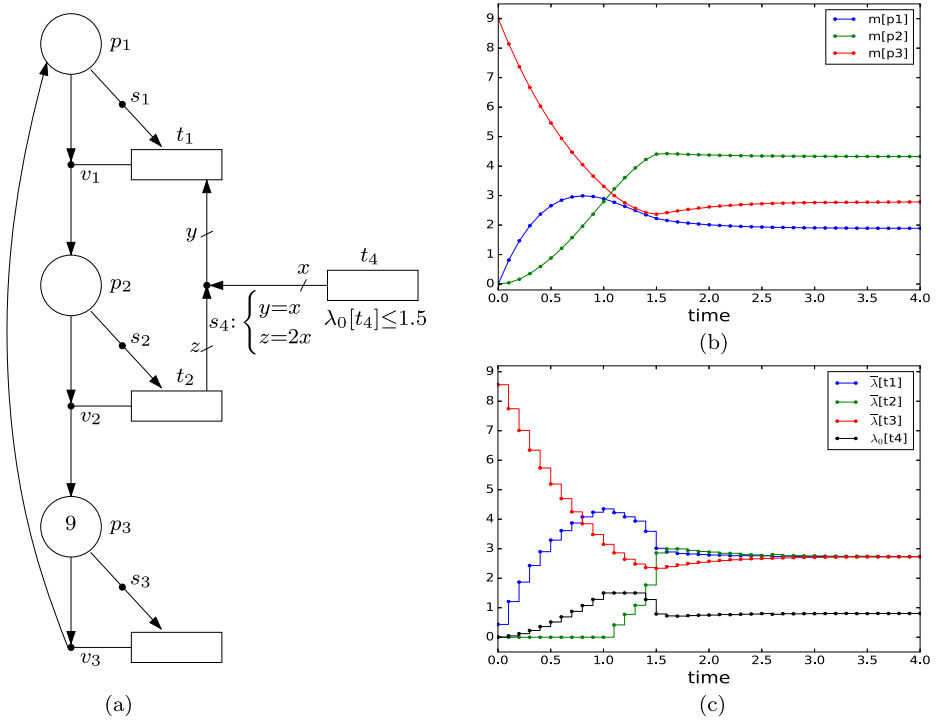 p1
s1
t1
v1
y
x
t4
p2
s4: { y=x
z=2x
λ0[t4]≤1.5
s2
z
t2
v2
9
p3
s3
v3
(a)
9
8
7
6
5
4
3
2
1
0
0.0 0.5 1.0 1.5 2.0 2.5 3.0 3.5 4.0
time
m[p1]
m[p2]
m[p3]
(b)
9
8
7
6
5
4
3
2
1
0
0.0 0.5 1.0 1.5 2.0 2.5 3.0 3.5 4.0
time
λ̅[t1]
λ̅[t2]
λ̅[t3]
λ0[t4]
(c)